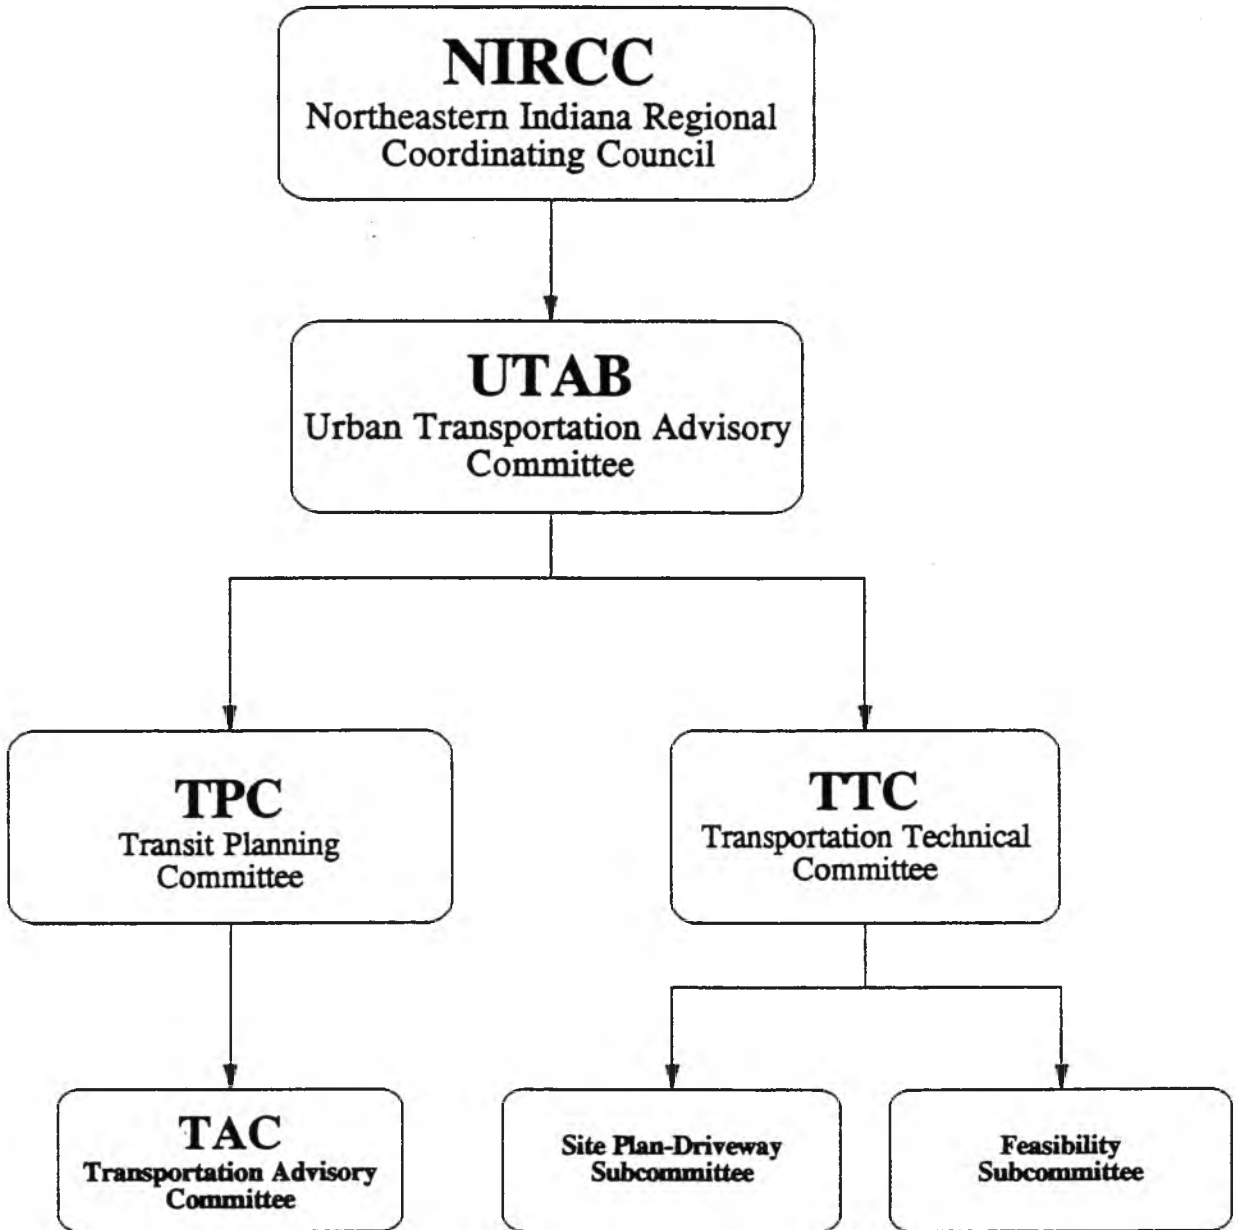 NIRCC
Northeastern Indiana Regional
Coordinating Council
UTAB
Urban Transportation Advisory
Committee
TPC
Transit Planning
Committee
TTC
Transportation Technical
Committee
TAC
Transportation Advisory
Committee
Site Plan-Driveway
Subcommittee
Feasibility
Subcommittee